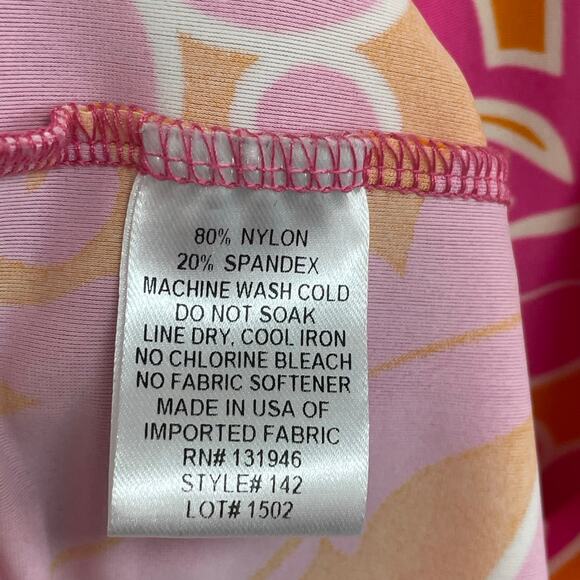 80% NYLON
20% SPANDEX
MACHINE WASH COLD
DO NOT SOAK
LINE DRY, COOL IRON
NO CHLORINE BLEACH
NO FABRIC SOFTENER
MADE IN USA OF
IMPORTED FABRIC
RN# 131946
STYLE# 142
LOT# 1502